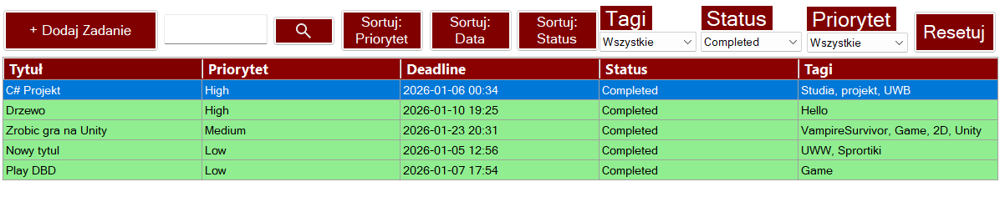 + Dodaj Zadanie
Sortuj: Priorytet
Sortuj: Data
Sortuj: Status
Tagi
Wszystkie
Status
Completed
Priorytet
Wszystkie
Resetuj
Tytuł Priorytet Deadline Status Tagi
C# Projekt High 2026-01-06 00:34 Completed Studia, projekt, UWB
Drzewo High 2026-01-10 19:25 Completed Hello
Zrobic gra na Unity Medium 2026-01-23 20:31 Completed VampireSurvivor, Game, 2D, Unity
Nowy tytul Low 2026-01-05 12:56 Completed UWW, Sprortiki
Play DBD Low 2026-01-07 17:54 Completed Game